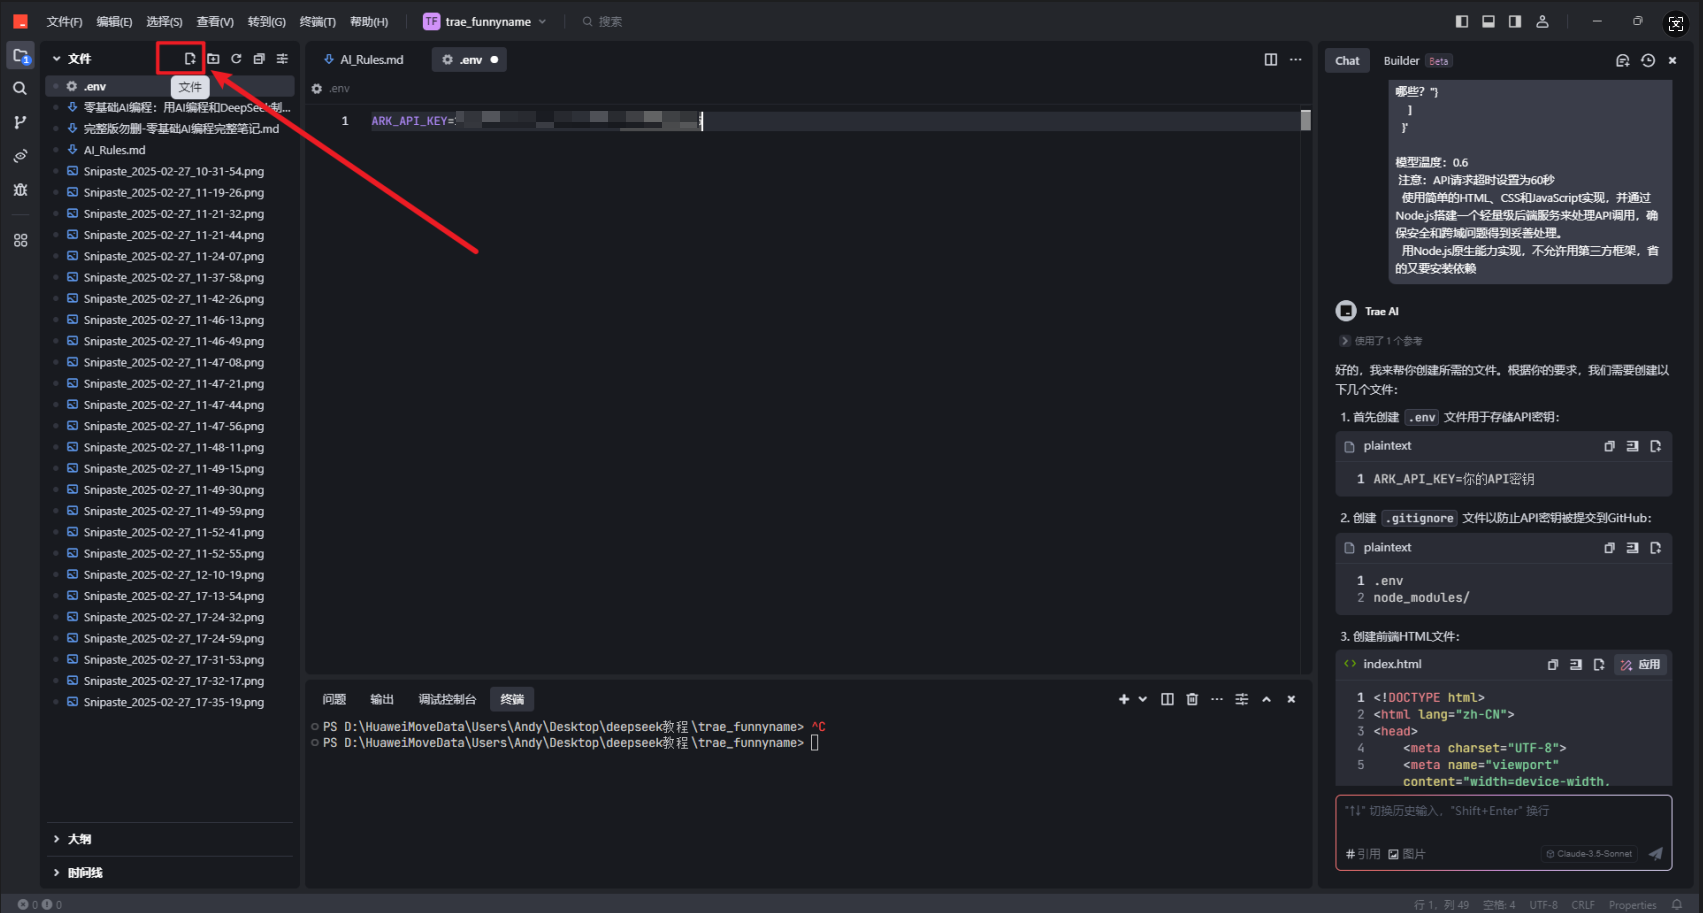 文件(F) 编辑(E) 选择(S) 查看(V) 转到(G) 终端(T) 帮助(H) TF trae_funnyname 搜索
文件
文件
.env
零基础AI编程：用AI编程和DeepSeek制...
完整版勿删-零基础AI编程完整笔记.md
AI_Rules.md
Snipaste_2025-02-27_10-31-54.png
Snipaste_2025-02-27_11-19-26.png
Snipaste_2025-02-27_11-21-32.png
Snipaste_2025-02-27_11-21-44.png
Snipaste_2025-02-27_11-24-07.png
Snipaste_2025-02-27_11-37-58.png
Snipaste_2025-02-27_11-42-26.png
Snipaste_2025-02-27_11-46-13.png
Snipaste_2025-02-27_11-46-49.png
Snipaste_2025-02-27_11-47-08.png
Snipaste_2025-02-27_11-47-21.png
Snipaste_2025-02-27_11-47-44.png
Snipaste_2025-02-27_11-47-56.png
Snipaste_2025-02-27_11-48-11.png
Snipaste_2025-02-27_11-49-15.png
Snipaste_2025-02-27_11-49-30.png
Snipaste_2025-02-27_11-49-59.png
Snipaste_2025-02-27_11-52-41.png
Snipaste_2025-02-27_11-52-55.png
Snipaste_2025-02-27_12-10-19.png
Snipaste_2025-02-27_17-13-54.png
Snipaste_2025-02-27_17-24-32.png
Snipaste_2025-02-27_17-24-59.png
Snipaste_2025-02-27_17-31-53.png
Snipaste_2025-02-27_17-32-17.png
Snipaste_2025-02-27_17-35-19.png
大纲
时间线
AI_Rules.md .env
.env
1 ARK_API_KEY=
问题 输出 调试控制台 终端
PS D:\HuaweiMoveData\Users\Andy\Desktop\deepseek教程\trae_funnyname> ^C
PS D:\HuaweiMoveData\Users\Andy\Desktop\deepseek教程\trae_funnyname>
Chat Builder Beta
哪些？"}
]
}'
模型温度：0.6
注意：API请求超时设置为60秒
使用简单的HTML、CSS和JavaScript实现，并通过
Node.js搭建一个轻量级后端服务来处理API调用，确
保安全和跨域问题得到妥善处理。
用Node.js原生能力实现，不允许用第三方框架，省
的又要安装依赖
Trae AI
使用了1个参考
好的，我来帮你创建所需的文件。根据你的要求，我们需要创建以
下几个文件：
1. 首先创建 .env 文件用于存储API密钥：
plaintext
1 ARK_API_KEY=你的API密钥
2. 创建 .gitignore 文件以防止API密钥被提交到GitHub：
plaintext
1 .env
2 node_modules/
3. 创建前端HTML文件：
index.html 应用
1 <!DOCTYPE html>
2 <html lang="zh-CN">
3 <head>
4 <meta charset="UTF-8">
5 <meta name="viewport"
content="width=device-width,
"↑↓" 切换历史输入，"Shift+Enter" 换行
# 引用 图片 Claude-3.5-Sonnet
0 0 行 1，列 49 空格: 4 UTF-8 CRLF Properties